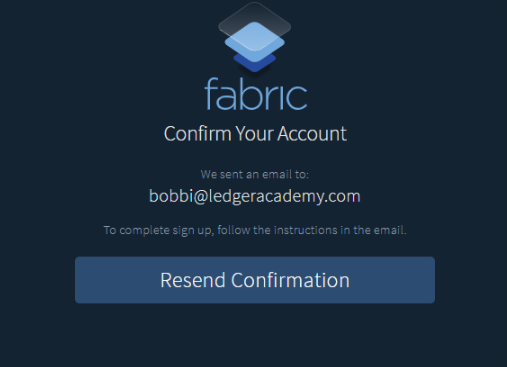 fabric
Confirm Your Account
We sent an email to:
bobbi@ledgeracademy.com
To complete sign up, follow the instructions in the email.
Resend Confirmation